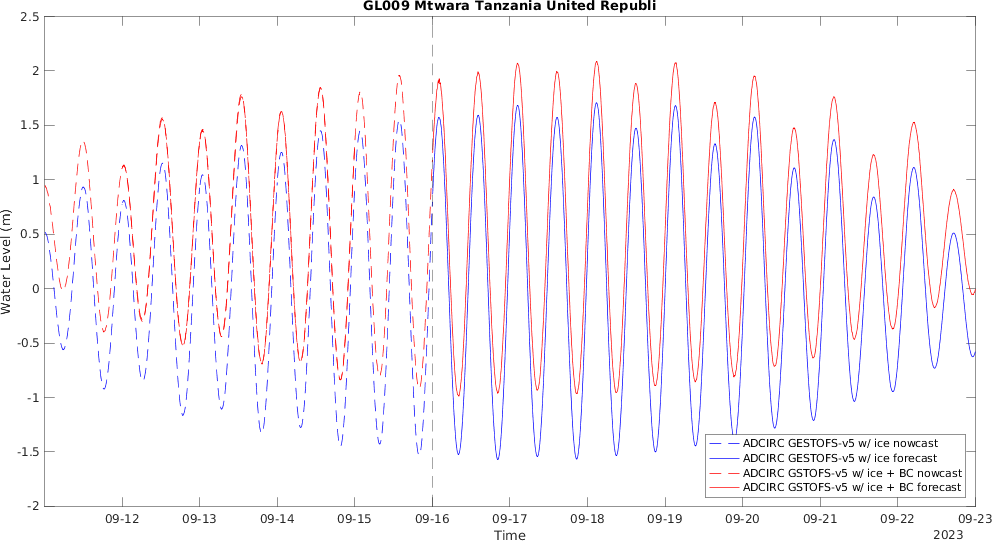 GL009 Mtwara Tanzania United Republi
2.5
2
1.5
1
0.5
0
-0.5
-1
-1.5
-2
Water Level (m)
ADCIRC GESTOFS-v5 w/ ice nowcast
ADCIRC GESTOFS-v5 w/ ice forecast
ADCIRC GSTOFS-v5 w/ ice + BC nowcast
ADCIRC GSTOFS-v5 w/ ice + BC forecast
09-12 09-13 09-14 09-15 09-16 09-17 09-18 09-19 09-20 09-21 09-22 09-23
Time
2023